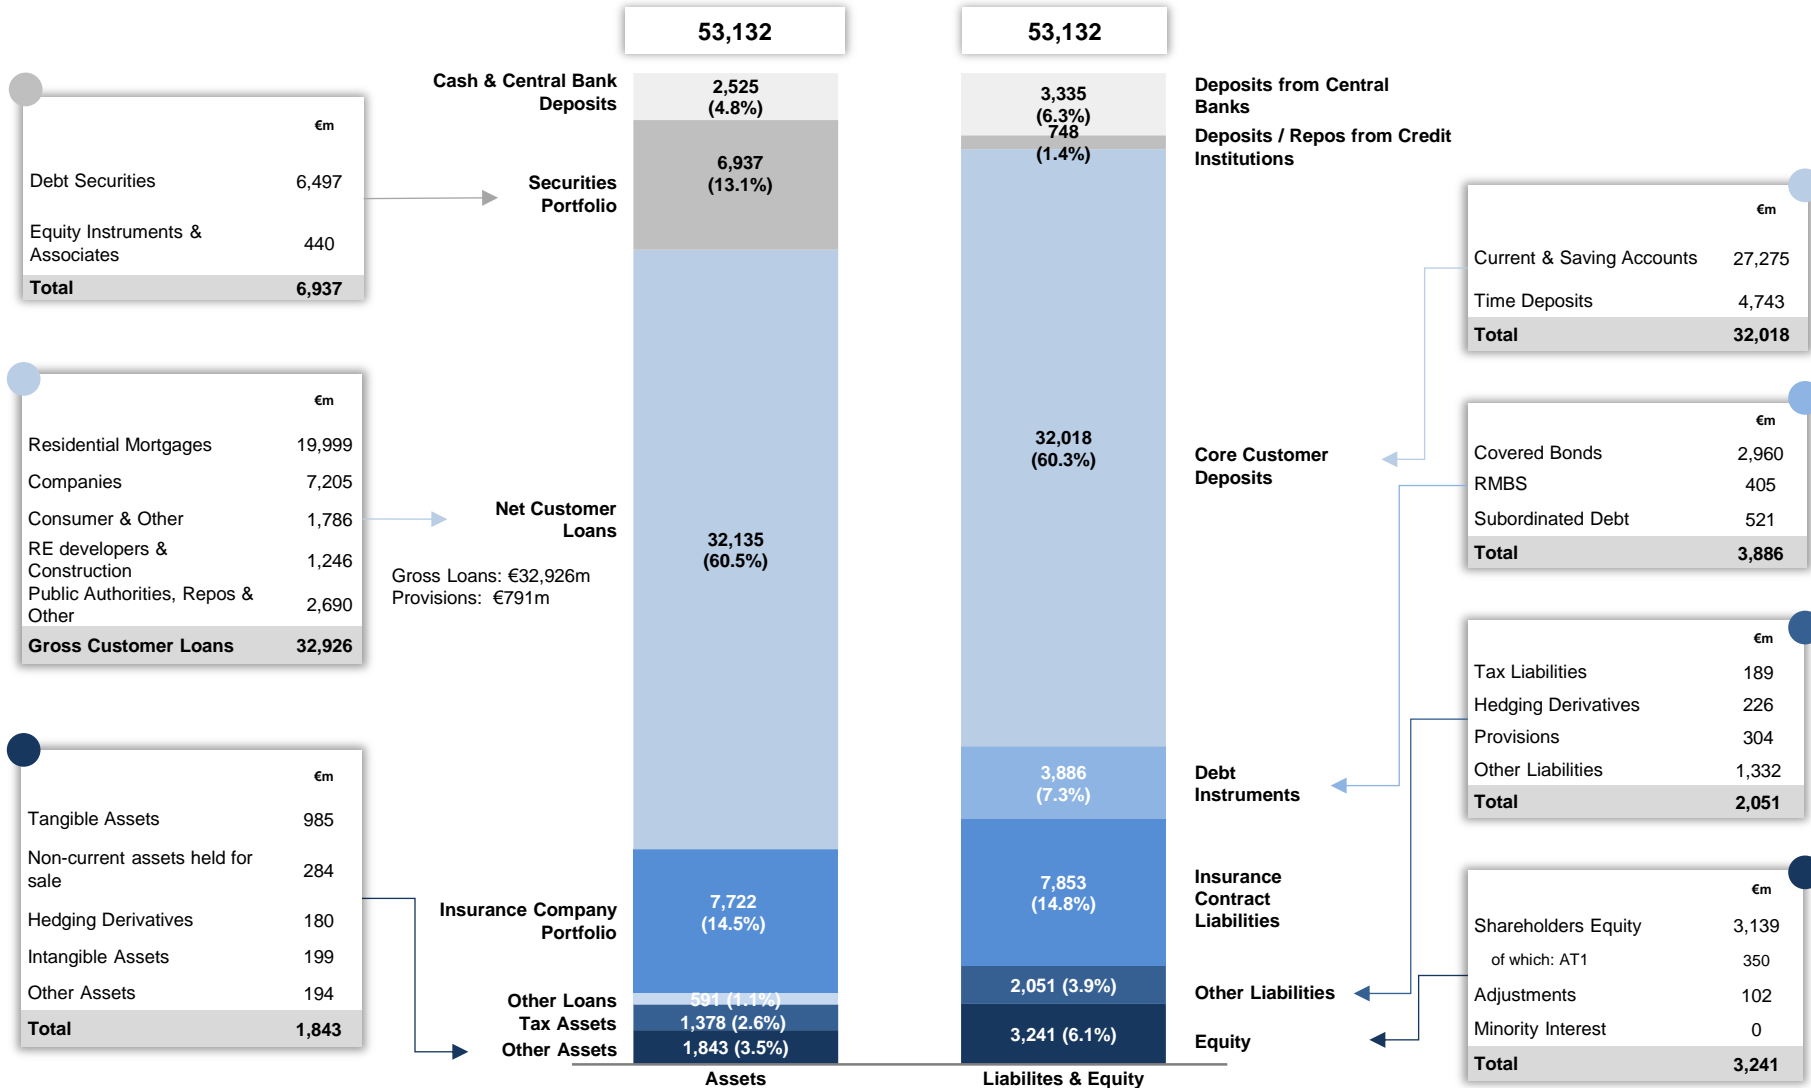 53,132
53,132
€m
Debt Securities 6,497
Equity Instruments &
Associates 440
Total 6,937
€m
Residential Mortgages 19,999
Companies 7,205
Consumer & Other 1,786
RE developers &
Construction 1,246
Public Authorities, Repos &
Other 2,690
Gross Customer Loans 32,926
€m
Tangible Assets 985
Non-current assets held for
sale 284
Hedging Derivatives 180
Intangible Assets 199
Other Assets 194
Total 1,843
Cash & Central Bank
Deposits
Securities
Portfolio
Net Customer
Loans
Gross Loans: €32,926m
Provisions: €791m
Insurance Company
Portfolio
Other Loans
Tax Assets
Other Assets
2,525
(4.8%)
6,937
(13.1%)
32,135
(60.5%)
7,722
(14.5%)
591 (1.1%)
1,378 (2.6%)
1,843 (3.5%)
Assets
3,335
(6.3%)
748
(1.4%)
32,018
(60.3%)
3,886
(7.3%)
7,853
(14.8%)
2,051 (3.9%)
3,241 (6.1%)
Liabilites & Equity
Deposits from Central
Banks
Deposits / Repos from Credit
Institutions
Core Customer
Deposits
Debt
Instruments
Insurance
Contract
Liabilities
Other Liabilities
Equity
€m
Current & Saving Accounts 27,275
Time Deposits 4,743
Total 32,018
€m
Covered Bonds 2,960
RMBS 405
Subordinated Debt 521
Total 3,886
€m
Tax Liabilities 189
Hedging Derivatives 226
Provisions 304
Other Liabilities 1,332
Total 2,051
€m
Shareholders Equity 3,139
of which: AT1 350
Adjustments 102
Minority Interest 0
Total 3,241